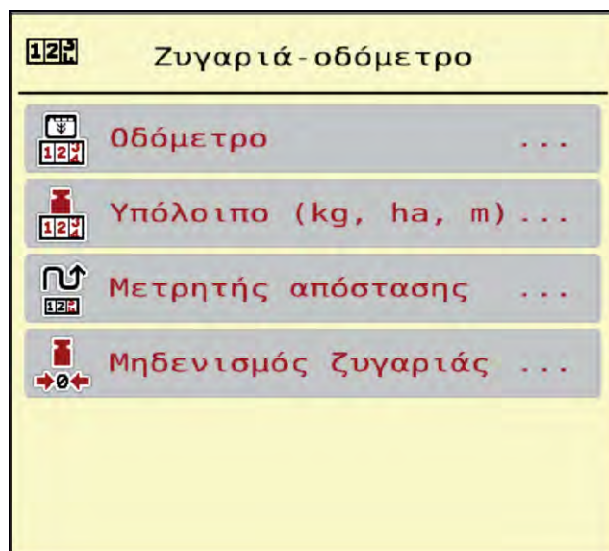 Ζυγαριά-οδόμετρο
Οδόμετρο ...
Υπόλοιπο (kg, ha, m)...
Μετρητής απόστασης ...
Μηδενισμός ζυγαριάς ...